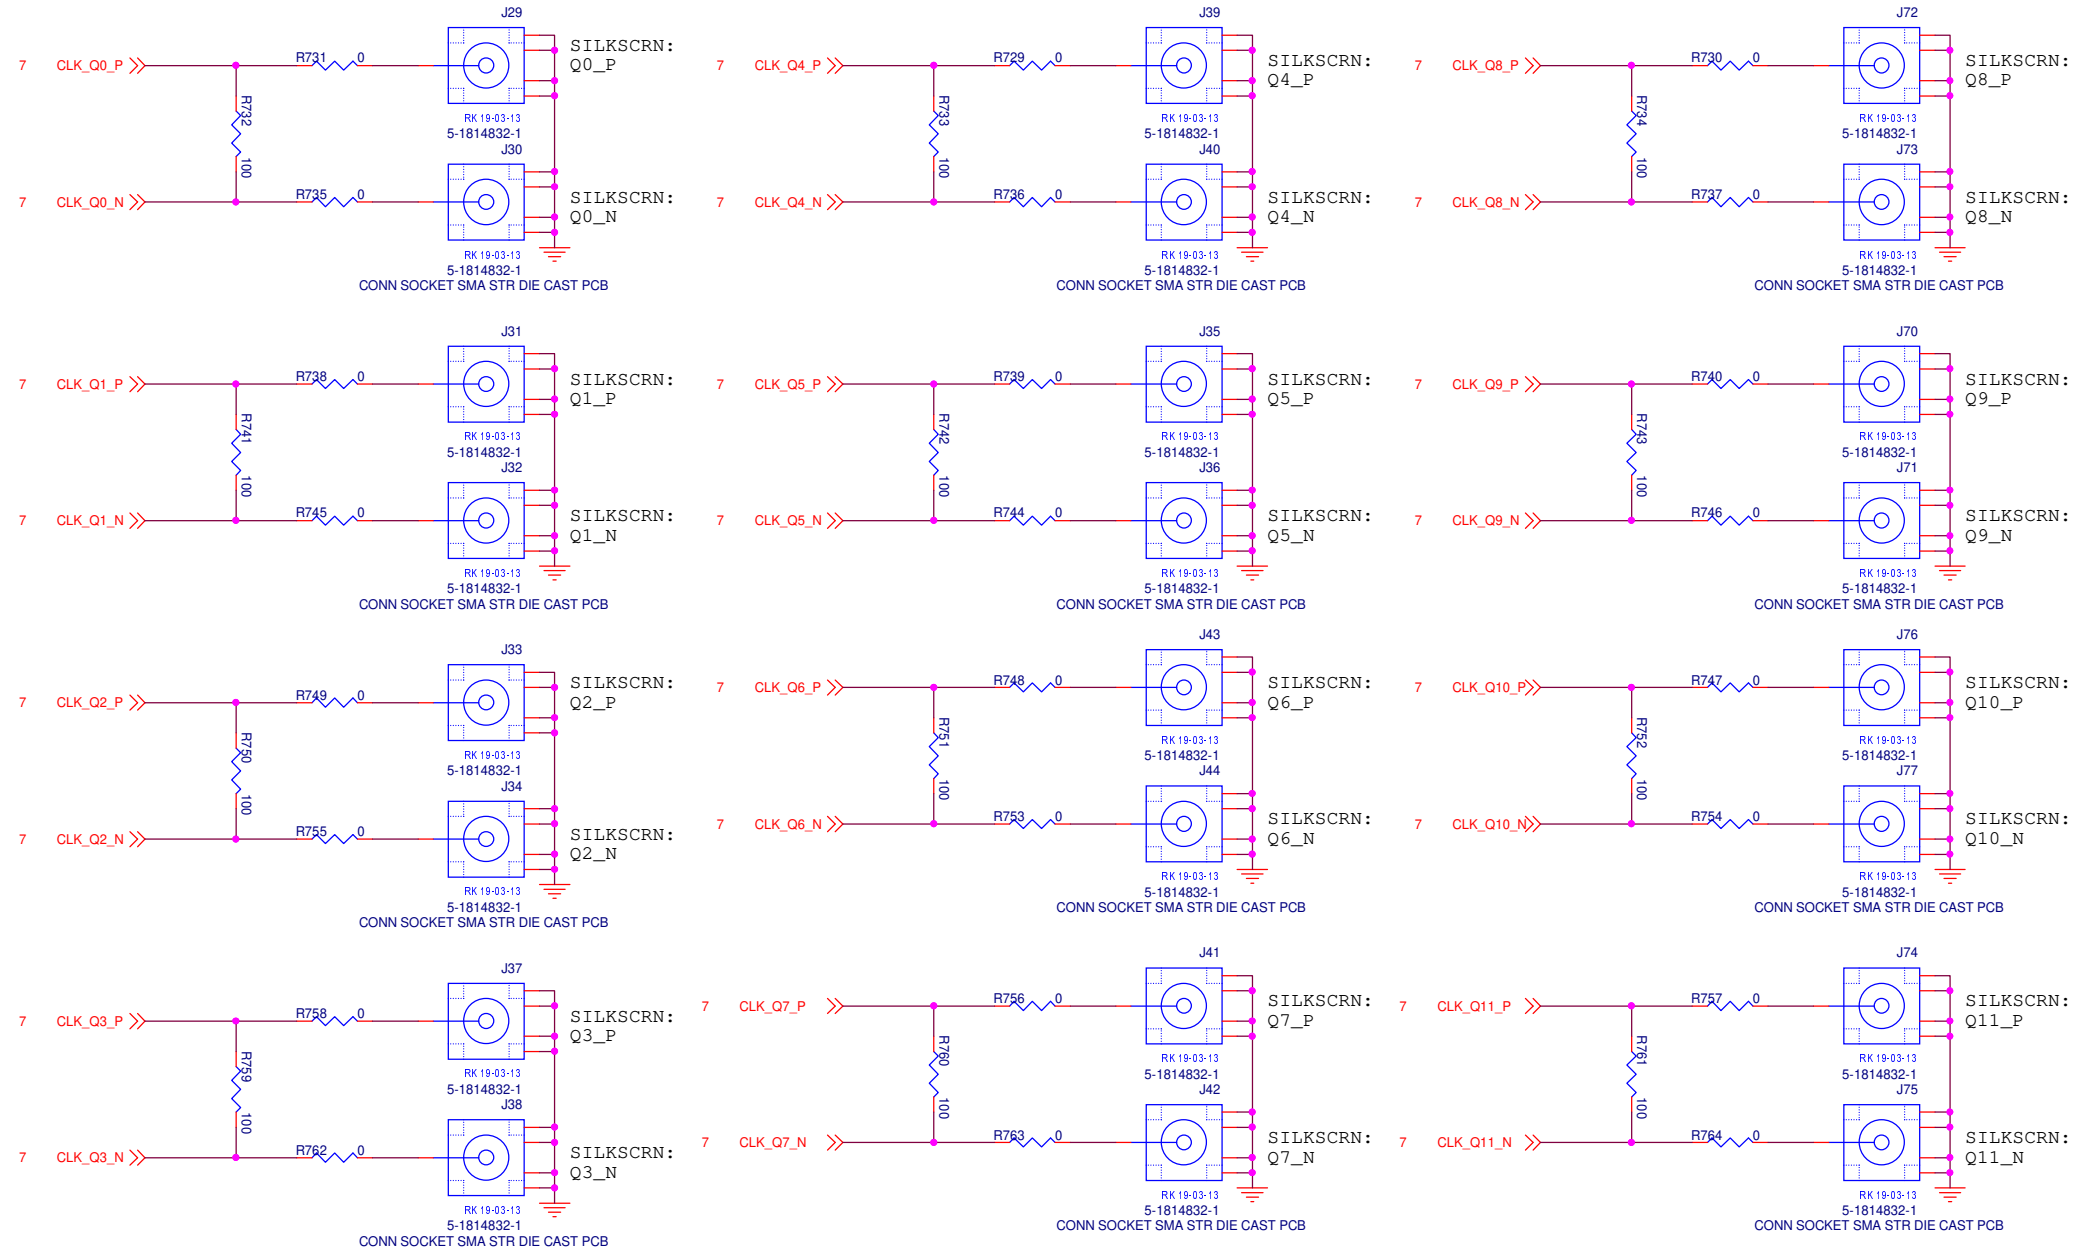 J29
7 CLK_Q0_P R731 0 SILKSCRN:
Q0_P
R732 100
RK 19-03-13
5-1814832-1
J30
7 CLK_Q0_N R735 0 SILKSCRN:
Q0_N
RK 19-03-13
5-1814832-1
CONN SOCKET SMA STR DIE CAST PCB
J39
7 CLK_Q4_P R729 0 SILKSCRN:
Q4_P
R733 100
RK 19-03-13
5-1814832-1
J40
7 CLK_Q4_N R736 0 SILKSCRN:
Q4_N
RK 19-03-13
5-1814832-1
CONN SOCKET SMA STR DIE CAST PCB
J72
7 CLK_Q8_P R730 0 SILKSCRN:
Q8_P
R734 100
RK 19-03-13
5-1814832-1
J73
7 CLK_Q8_N R737 0 SILKSCRN:
Q8_N
RK 19-03-13
5-1814832-1
CONN SOCKET SMA STR DIE CAST PCB
J31
7 CLK_Q1_P R738 0 SILKSCRN:
Q1_P
R741 100
RK 19-03-13
5-1814832-1
J32
7 CLK_Q1_N R745 0 SILKSCRN:
Q1_N
RK 19-03-13
5-1814832-1
CONN SOCKET SMA STR DIE CAST PCB
J35
7 CLK_Q5_P R739 0 SILKSCRN:
Q5_P
R742 100
RK 19-03-13
5-1814832-1
J36
7 CLK_Q5_N R744 0 SILKSCRN:
Q5_N
RK 19-03-13
5-1814832-1
CONN SOCKET SMA STR DIE CAST PCB
J70
7 CLK_Q9_P R740 0 SILKSCRN:
Q9_P
R743 100
RK 19-03-13
5-1814832-1
J71
7 CLK_Q9_N R746 0 SILKSCRN:
Q9_N
RK 19-03-13
5-1814832-1
CONN SOCKET SMA STR DIE CAST PCB
J33
7 CLK_Q2_P R749 0 SILKSCRN:
Q2_P
R750 100
RK 19-03-13
5-1814832-1
J34
7 CLK_Q2_N R755 0 SILKSCRN:
Q2_N
RK 19-03-13
5-1814832-1
CONN SOCKET SMA STR DIE CAST PCB
J43
7 CLK_Q6_P R748 0 SILKSCRN:
Q6_P
R751 100
RK 19-03-13
5-1814832-1
J44
7 CLK_Q6_N R753 0 SILKSCRN:
Q6_N
RK 19-03-13
5-1814832-1
CONN SOCKET SMA STR DIE CAST PCB
J76
7 CLK_Q10_P R747 0 SILKSCRN:
Q10_P
R752 100
RK 19-03-13
5-1814832-1
J77
7 CLK_Q10_N R754 0 SILKSCRN:
Q10_N
RK 19-03-13
5-1814832-1
CONN SOCKET SMA STR DIE CAST PCB
J37
7 CLK_Q3_P R758 0 SILKSCRN:
Q3_P
R759 100
RK 19-03-13
5-1814832-1
J38
7 CLK_Q3_N R762 0 SILKSCRN:
Q3_N
RK 19-03-13
5-1814832-1
CONN SOCKET SMA STR DIE CAST PCB
J41
7 CLK_Q7_P R756 0 SILKSCRN:
Q7_P
R760 100
RK 19-03-13
5-1814832-1
J42
7 CLK_Q7_N R763 0 SILKSCRN:
Q7_N
RK 19-03-13
5-1814832-1
CONN SOCKET SMA STR DIE CAST PCB
J74
7 CLK_Q11_P R757 0 SILKSCRN:
Q11_P
R761 100
RK 19-03-13
5-1814832-1
J75
7 CLK_Q11_N R764 0 SILKSCRN:
Q11_N
RK 19-03-13
5-1814832-1
CONN SOCKET SMA STR DIE CAST PCB